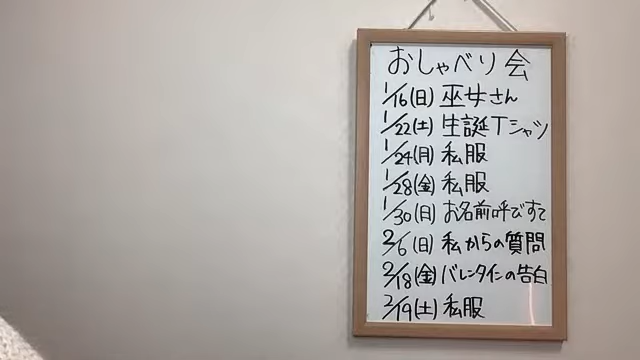 おしゃべり会
1/16(日) 巫女さん
1/22(土) 生誕Tシャツ
1/24(月) 私服
1/28(金) 私服
1/30(日) お名前呼びすて
2/6(日) 私からの質問
2/18(金) バレンタインの告白
2/19(土) 私服